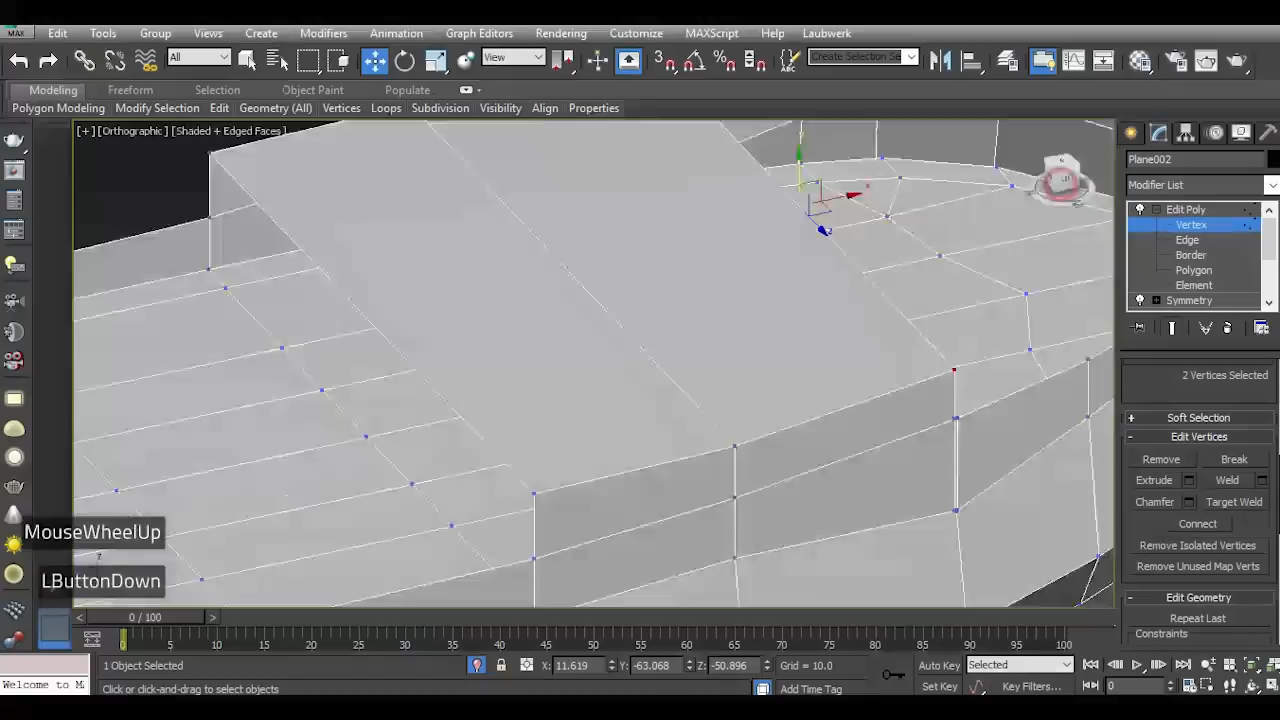 MAX Edit Tools Group Views Create Modifiers Animation Graph Editors Rendering Customize MAXScript Help Laubwerk
All View Create Selection Se
Modeling Freeform Selection Object Paint Populate
Polygon Modeling Modify Selection Edit Geometry (All) Vertices Loops Subdivision Visibility Align Properties
[+] [Orthographic] [Shaded + Edged Faces]
Plane002
Modifier List
Edit Poly
Vertex
Edge
Border
Polygon
Element
Symmetry
2 Vertices Selected
+ Soft Selection
- Edit Vertices
Remove Break
Extrude Weld
Chamfer Target Weld
Connect
Remove Isolated Vertices
Remove Unused Map Verts
- Edit Geometry
Repeat Last
Constraints
MouseWheelUp
z
LButtonDown
< 0 / 100 >
0 5 10 15 20 25 30 35 40 45 50 55 60 65 70 75 80 85 90 95 100
1 Object Selected X: 11.619 Y: -63.068 Z: -50.896 Grid = 10.0 Auto Key Selected
Welcome to M Click or click-and-drag to select objects Add Time Tag Set Key Key Filters... 0